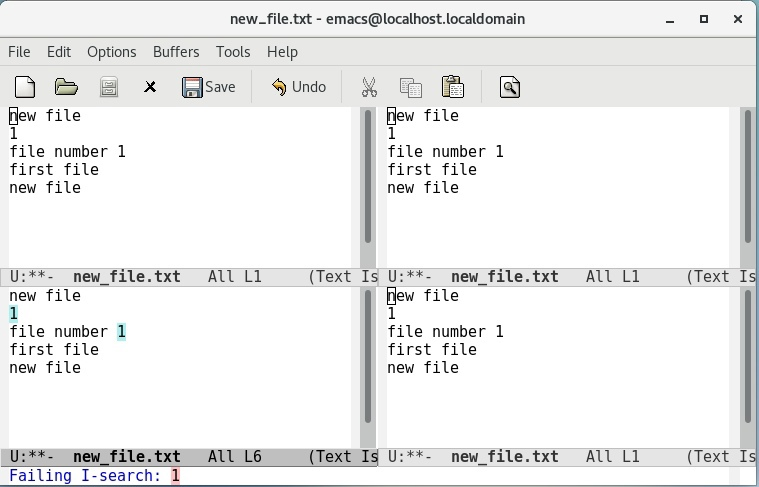 new_file.txt - emacs@localhost.localdomain
File Edit Options Buffers Tools Help
Save Undo
new file
1
file number 1
first file
new file
U:**-  new_file.txt   All L1     (Text Is
new file
1
file number 1
first file
new file
U:**-  new_file.txt   All L1     (Text Is
new file
1
file number 1
first file
new file
U:**-  new_file.txt   All L6     (Text Is
new file
1
file number 1
first file
new file
U:**-  new_file.txt   All L1     (Text Is
Failing I-search: 1